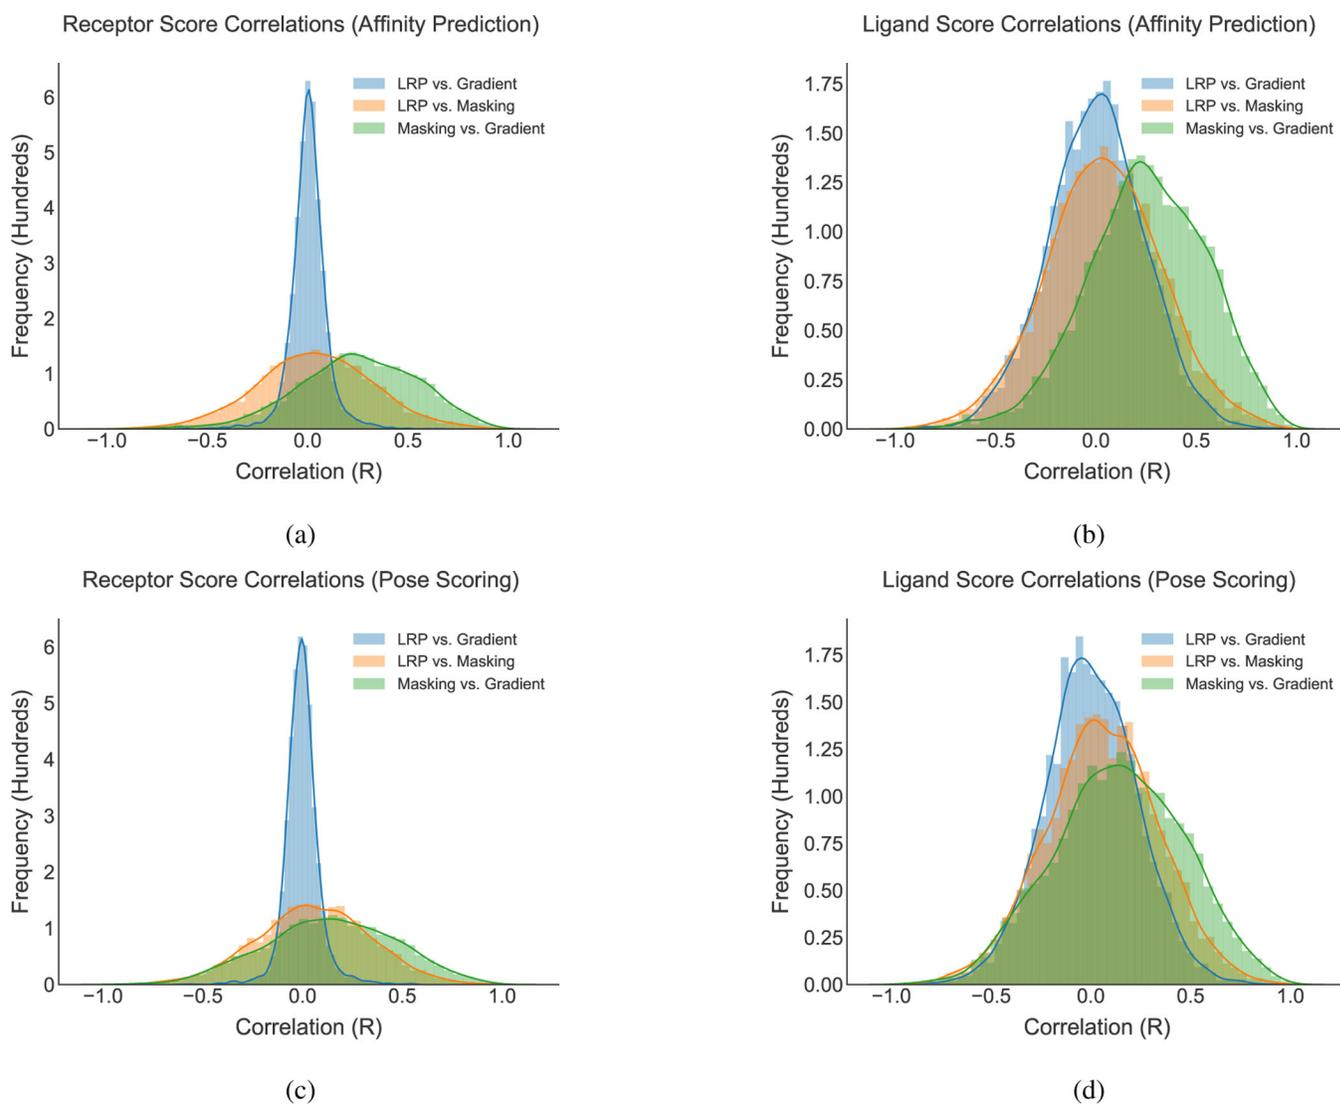 Receptor Score Correlations (Affinity Prediction)
Frequency (Hundreds)
6
5
4
3
2
1
0
LRP vs. Gradient
LRP vs. Masking
Masking vs. Gradient
−1.0 −0.5 0.0 0.5 1.0
Correlation (R)
(a)
Ligand Score Correlations (Affinity Prediction)
Frequency (Hundreds)
1.75
1.50
1.25
1.00
0.75
0.50
0.25
0.00
LRP vs. Gradient
LRP vs. Masking
Masking vs. Gradient
−1.0 −0.5 0.0 0.5 1.0
Correlation (R)
(b)
Receptor Score Correlations (Pose Scoring)
Frequency (Hundreds)
6
5
4
3
2
1
0
LRP vs. Gradient
LRP vs. Masking
Masking vs. Gradient
−1.0 −0.5 0.0 0.5 1.0
Correlation (R)
(c)
Ligand Score Correlations (Pose Scoring)
Frequency (Hundreds)
1.75
1.50
1.25
1.00
0.75
0.50
0.25
0.00
LRP vs. Gradient
LRP vs. Masking
Masking vs. Gradient
−1.0 −0.5 0.0 0.5 1.0
Correlation (R)
(d)